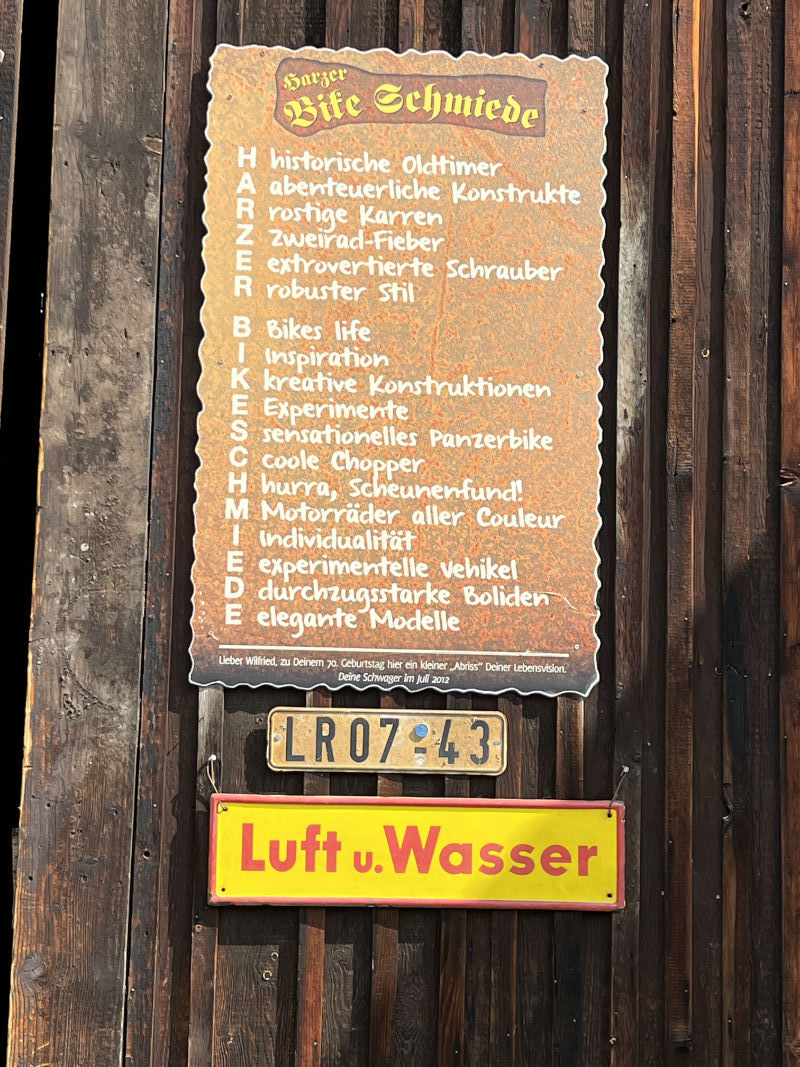 Harzer
Bike Schmiede
H historische Oldtimer
A abenteuerliche Konstrukte
R rostige Karren
Z Zweirad-Fieber
E extrovertierte Schrauber
R robuster Stil
B Bikes life
I Inspiration
K kreative Konstruktionen
E Experimente
S sensationelles Panzerbike
C coole Chopper
H hurra, Scheunenfund!
M Motorräder aller Couleur
I Individualität
E experimentelle Vehikel
D durchzugsstarke Boliden
E elegante Modelle
Lieber Wilfried, zu Deinem 70. Geburtstag hier ein kleiner „Abriss“ Deiner Lebensvision.
Deine Schwager im Juli 2012
LR07-43
Luft u. Wasser